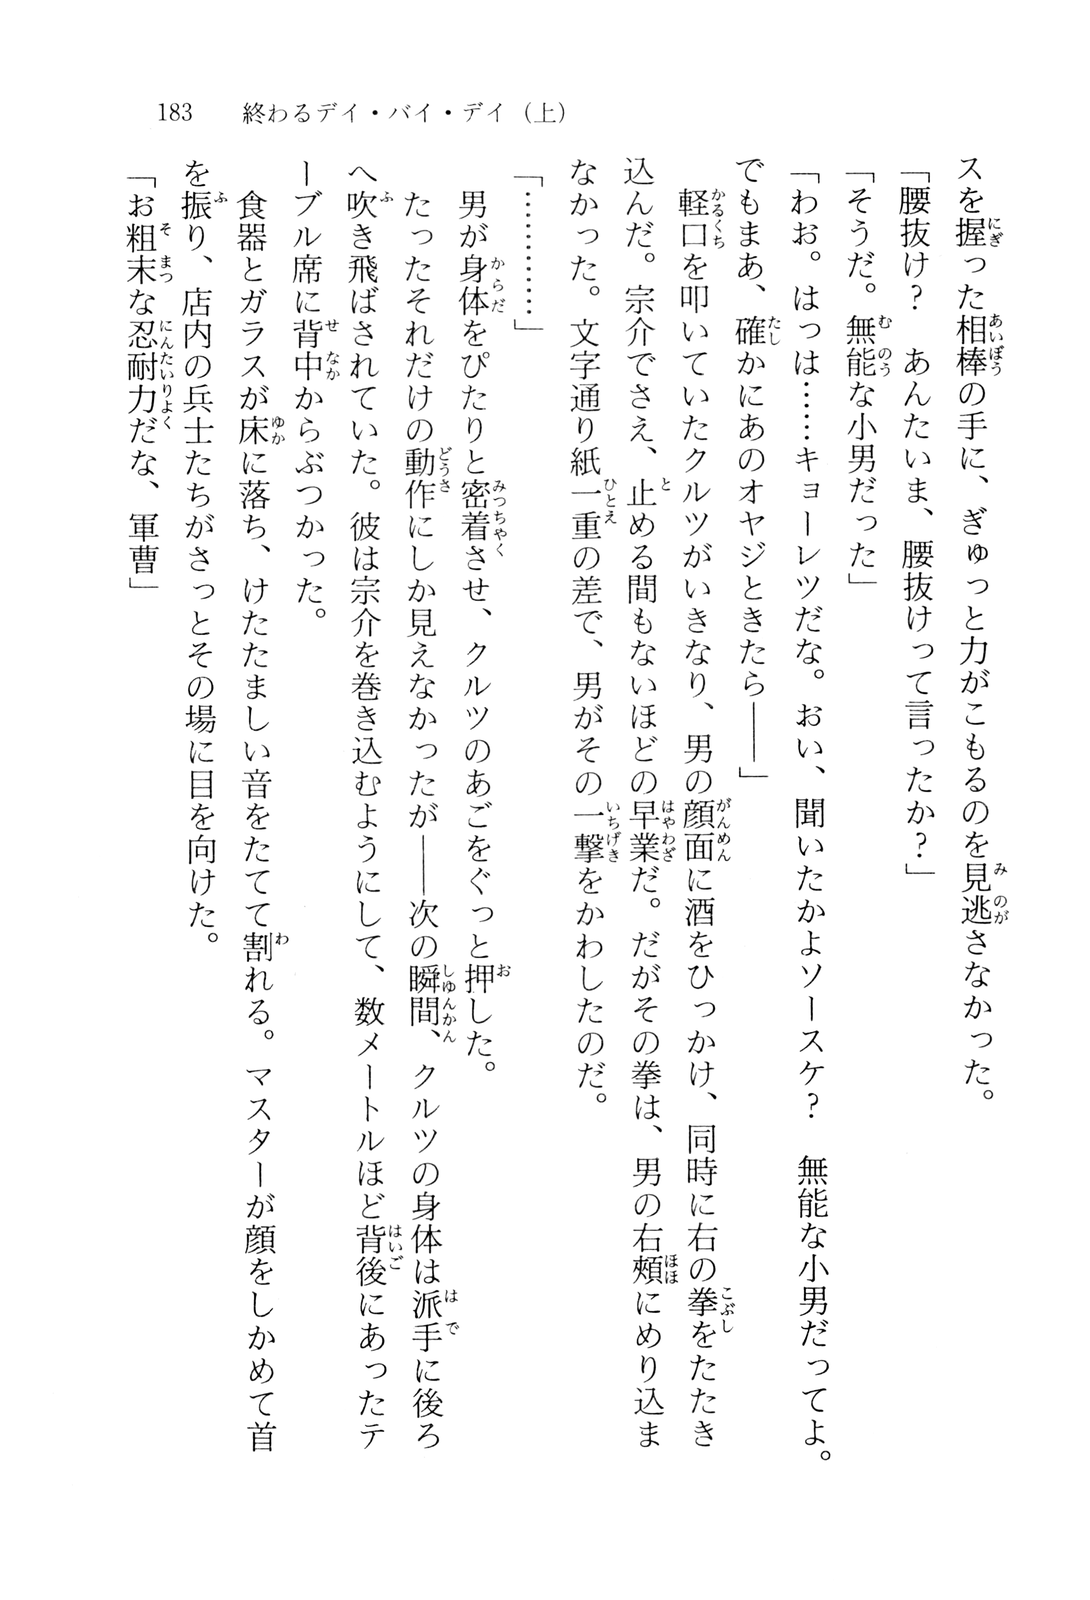 183　終わるデイ・バイ・デイ（上）
スを握った相棒の手に、ぎゅっと力がこもるのを見逃さなかった。
「腰抜け？　あんたいま、腰抜けって言ったか？」
「そうだ。無能な小男だった」
「わお。はっは……キョーレツだな。おい、聞いたかよソースケ？　無能な小男だってよ。
でもまあ、確かにあのオヤジときたら――」
軽口を叩いていたクルツがいきなり、男の顔面に酒をひっかけ、同時に右の拳をたたき
込んだ。宗介でさえ、止める間もないほどの早業だ。だがその拳は、男の右頰にめり込ま
なかった。文字通り紙一重の差で、男がその一撃をかわしたのだ。
「…………」
男が身体をぴたりと密着させ、クルツのあごをぐっと押した。
たったそれだけの動作にしか見えなかったが――次の瞬間、クルツの身体は派手に後ろ
へ吹き飛ばされていた。彼は宗介を巻き込むようにして、数メートルほど背後にあったテ
ーブル席に背中からぶつかった。
食器とガラスが床に落ち、けたたましい音をたてて割れる。マスターが顔をしかめて首
を振り、店内の兵士たちがさっとその場に目を向けた。
「お粗末な忍耐力だな、軍曹」